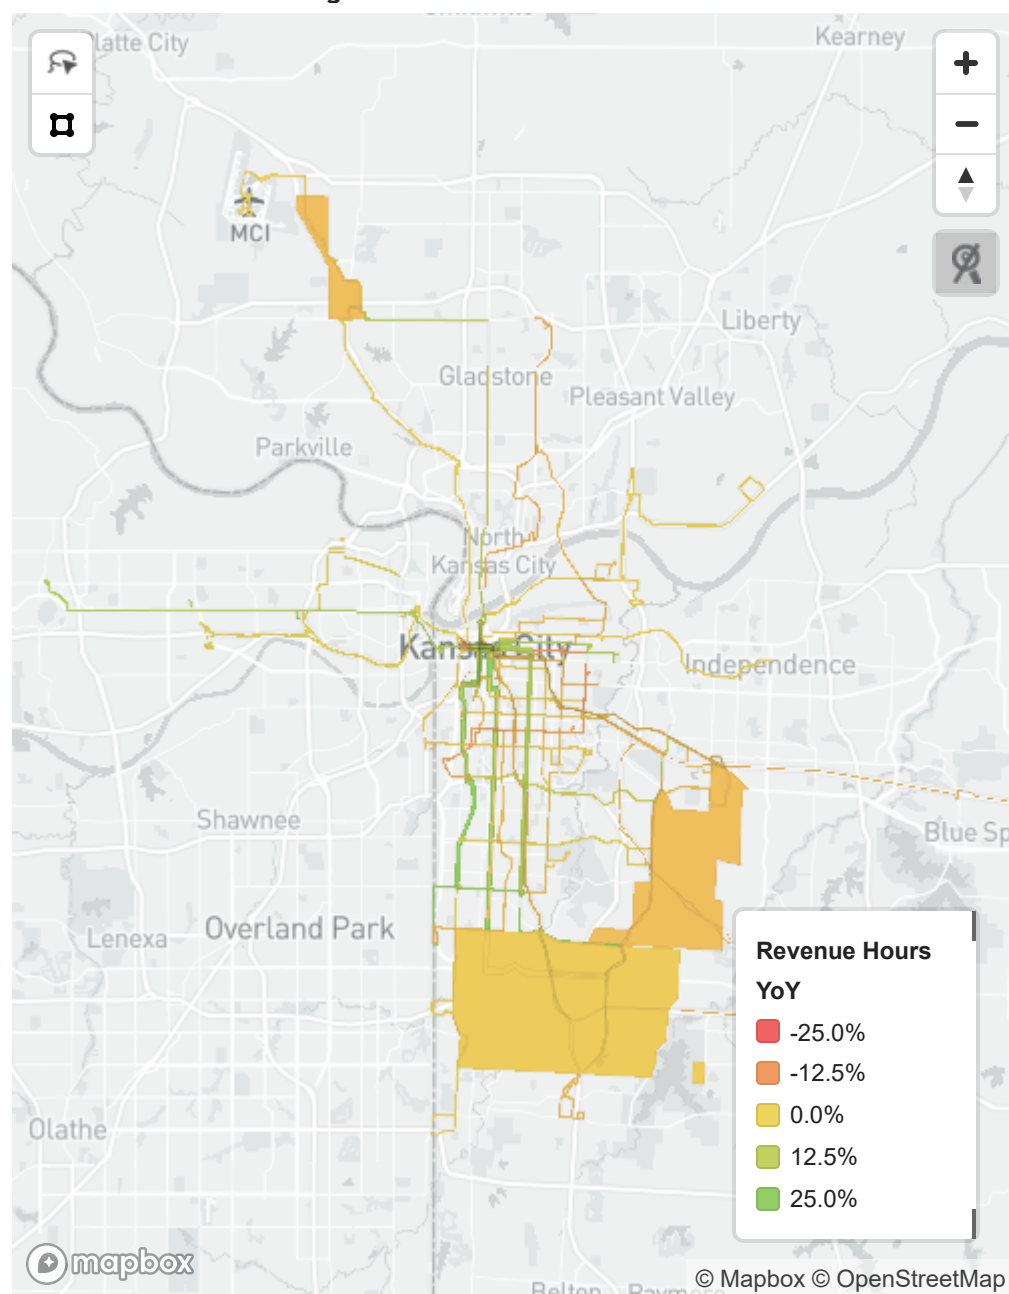 Platte City
Kearney
MCI
Liberty
Gladstone
Pleasant Valley
Parkville
North
Kansas City
Kansas City
Independence
Shawnee
Blue Sp
Overland Park
Lenexa
Revenue Hours
YoY
-25.0%
-12.5%
0.0%
12.5%
25.0%
Olathe
mapbox
© Mapbox © OpenStreetMap
Belton